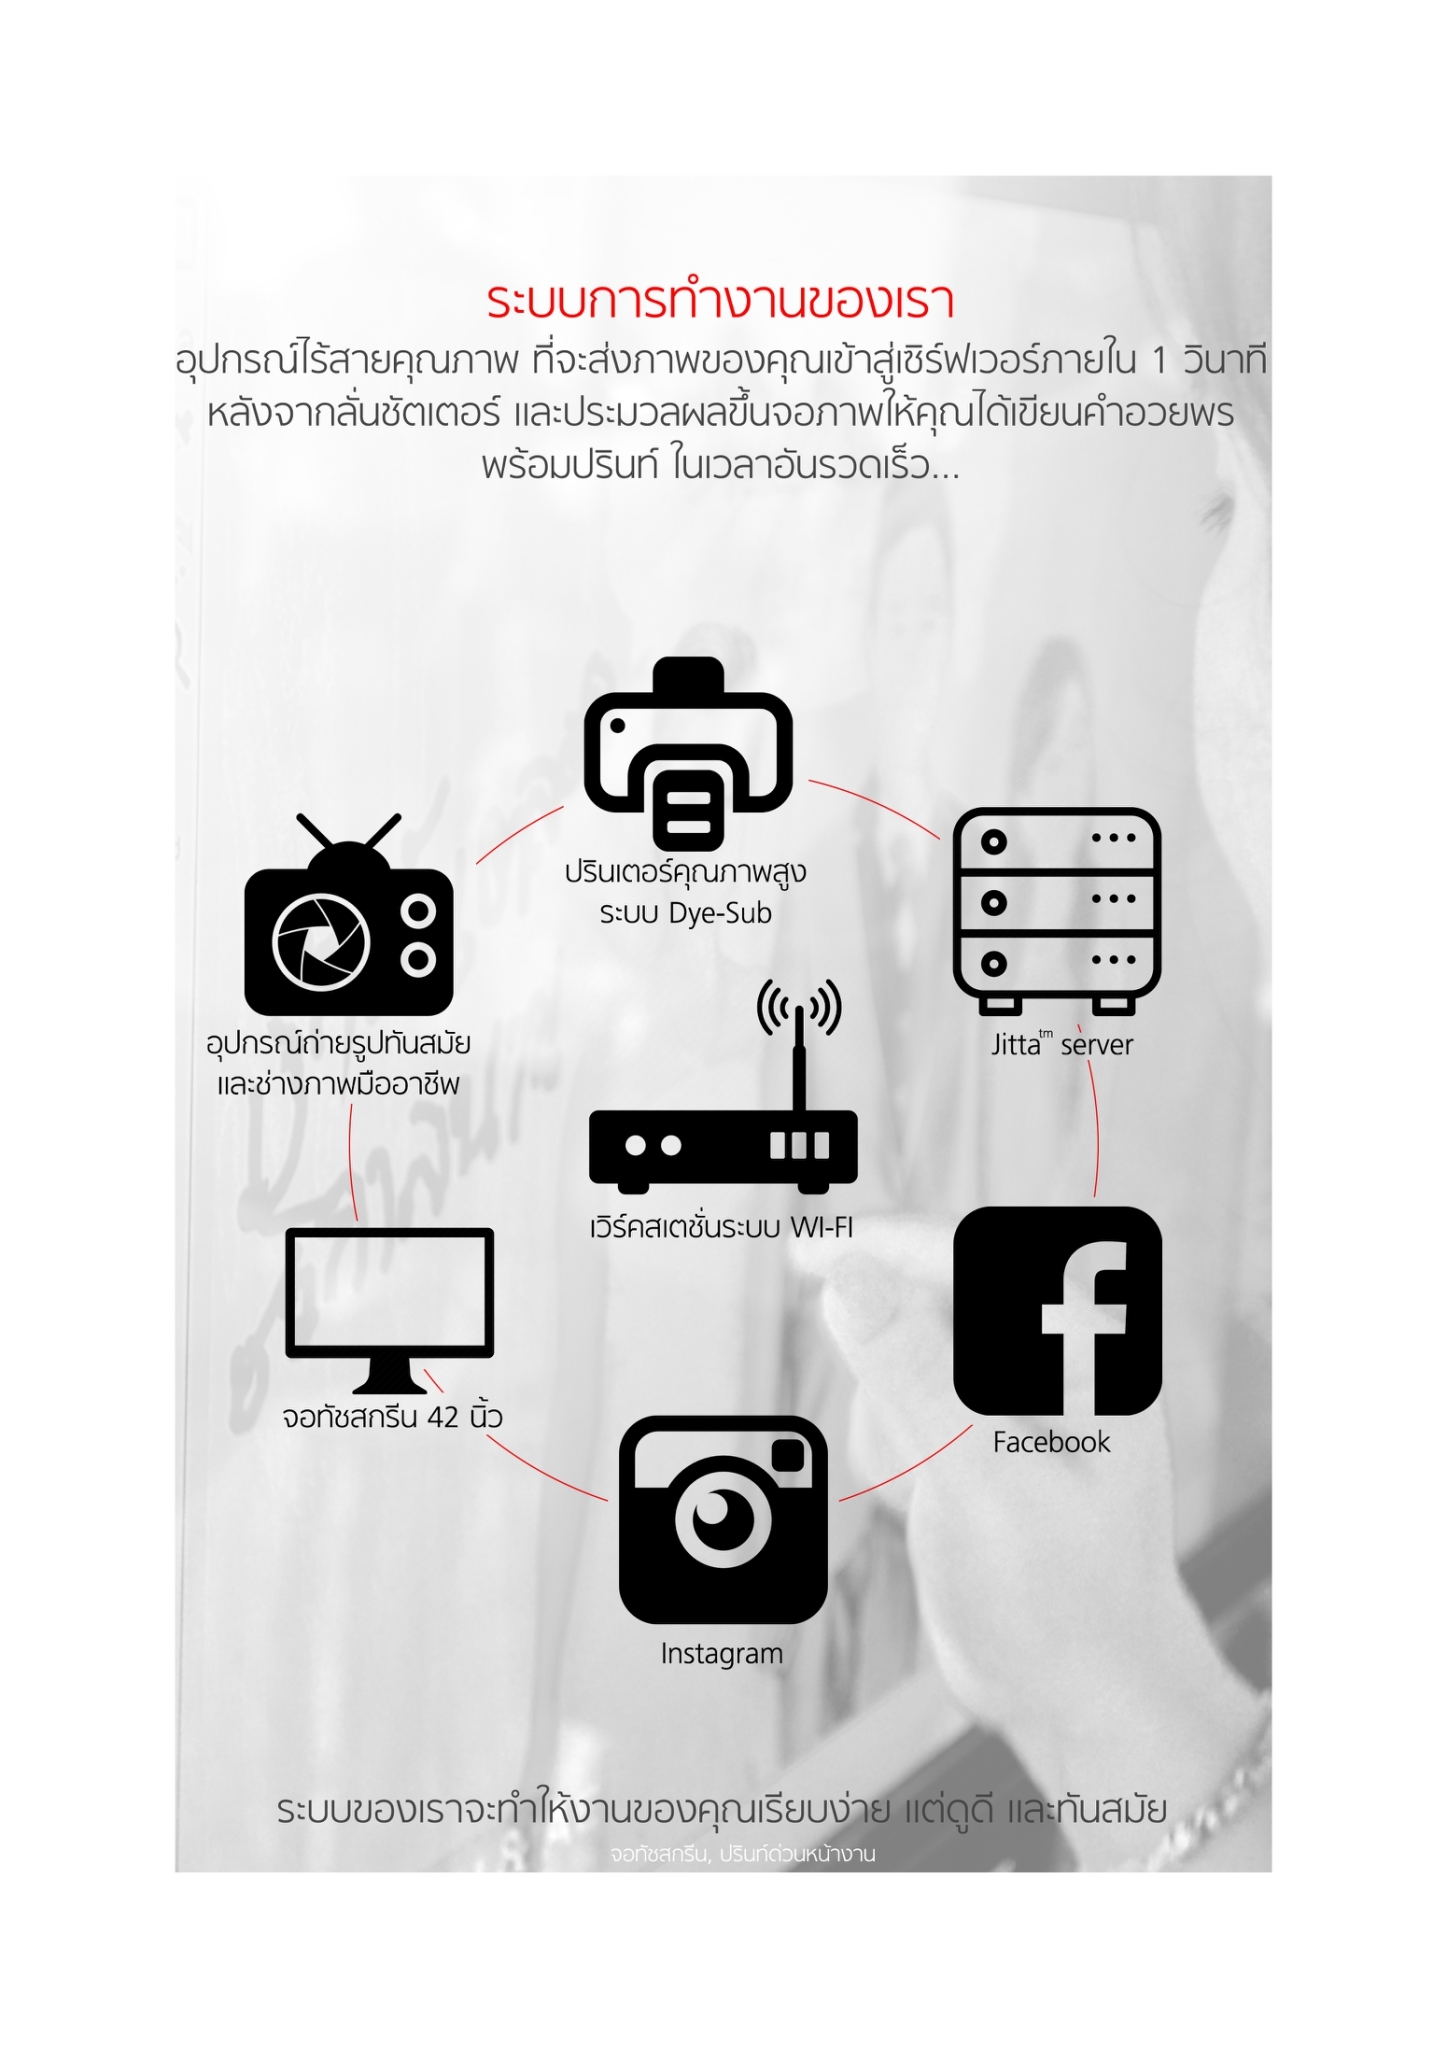 ระบบการทำงานของเรา
อุปกรณ์ไร้สายคุณภาพ ที่จะส่งภาพของคุณเข้าสู่เซิร์ฟเวอร์ภายใน 1 วินาที
หลังจากลั่นชัตเตอร์ และประมวลผลขึ้นจอภาพให้คุณได้เขียนคำอวยพร
พร้อมปรินท์ ในเวลาอันรวดเร็ว...
ปรินเตอร์คุณภาพสูง
ระบบ Dye-Sub
อุปกรณ์ถ่ายรูปทันสมัย
และช่างภาพมืออาชีพ
Jitta™ server
เวิร์คสเตชั่นระบบ WI-FI
จอทัชสกรีน 42 นิ้ว
Facebook
Instagram
ระบบของเราจะทำให้งานของคุณเรียบง่าย แต่ดูดี และทันสมัย
จอทัชสกรีน, ปรินท์ด่วนหน้างาน